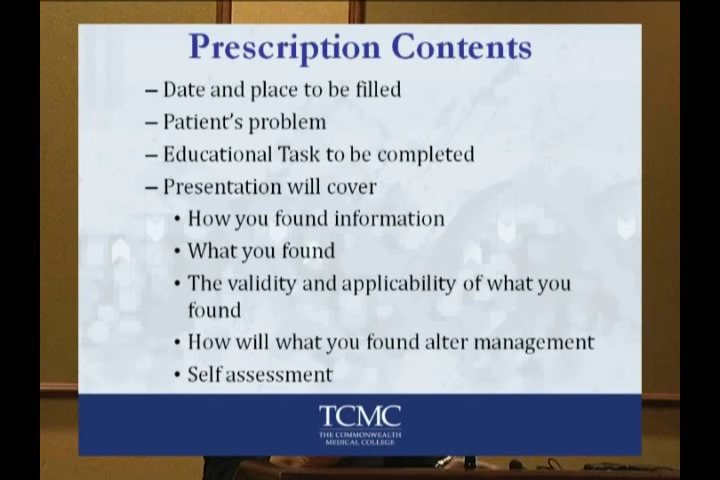 Prescription Contents
– Date and place to be filled
– Patient's problem
– Educational Task to be completed
– Presentation will cover
• How you found information
• What you found
• The validity and applicability of what you
found
• How will what you found alter management
• Self assessment
TCMC
THE COMMONWEALTH
MEDICAL COLLEGE